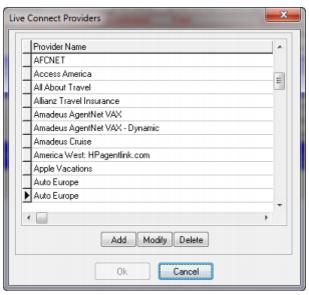 Live Connect Providers
Provider Name
AFCNET
Access America
All About Travel
Allianz Travel Insurance
Amadeus AgentNet VAX
Amadeus AgentNet VAX - Dynamic
Amadeus Cruise
America West: HPagentlink.com
Apple Vacations
Auto Europe
Auto Europe
Add Modify Delete
Ok Cancel